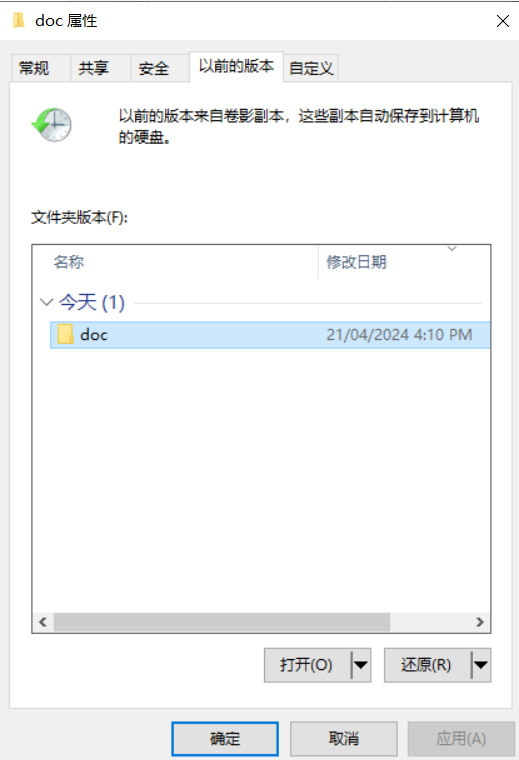 doc 属性
常规 共享 安全 以前的版本 自定义
以前的版本来自卷影副本，这些副本自动保存到计算机
的硬盘。
文件夹版本(F):
名称 修改日期
今天 (1)
doc 21/04/2024 4:10 PM
打开(O) 还原(R)
确定 取消 应用(A)